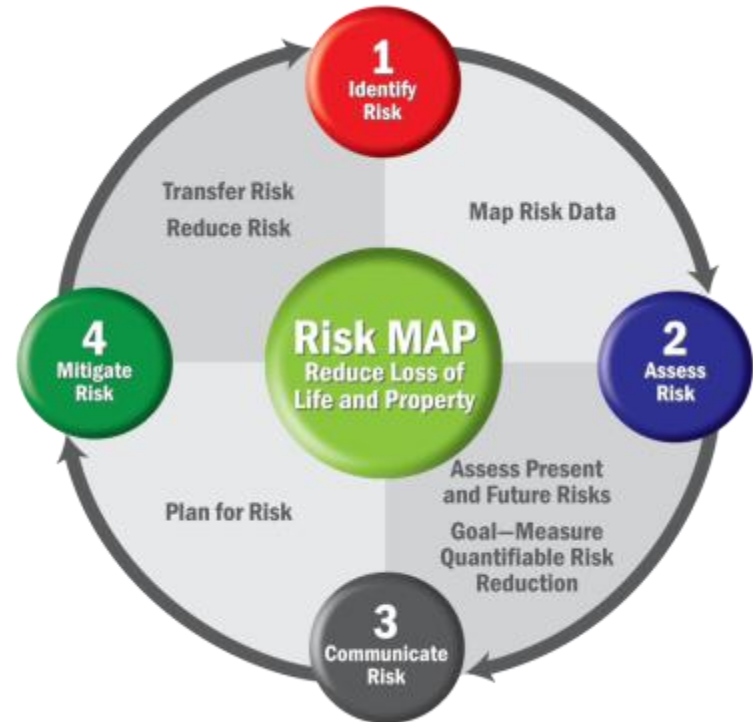 1
Identify
Risk
Transfer Risk
Reduce Risk
Map Risk Data
4
Mitigate
Risk
Risk MAP
Reduce Loss of
Life and Property
2
Assess
Risk
Plan for Risk
Assess Present
and Future Risks
Goal—Measure
Quantifiable Risk
Reduction
3
Communicate
Risk